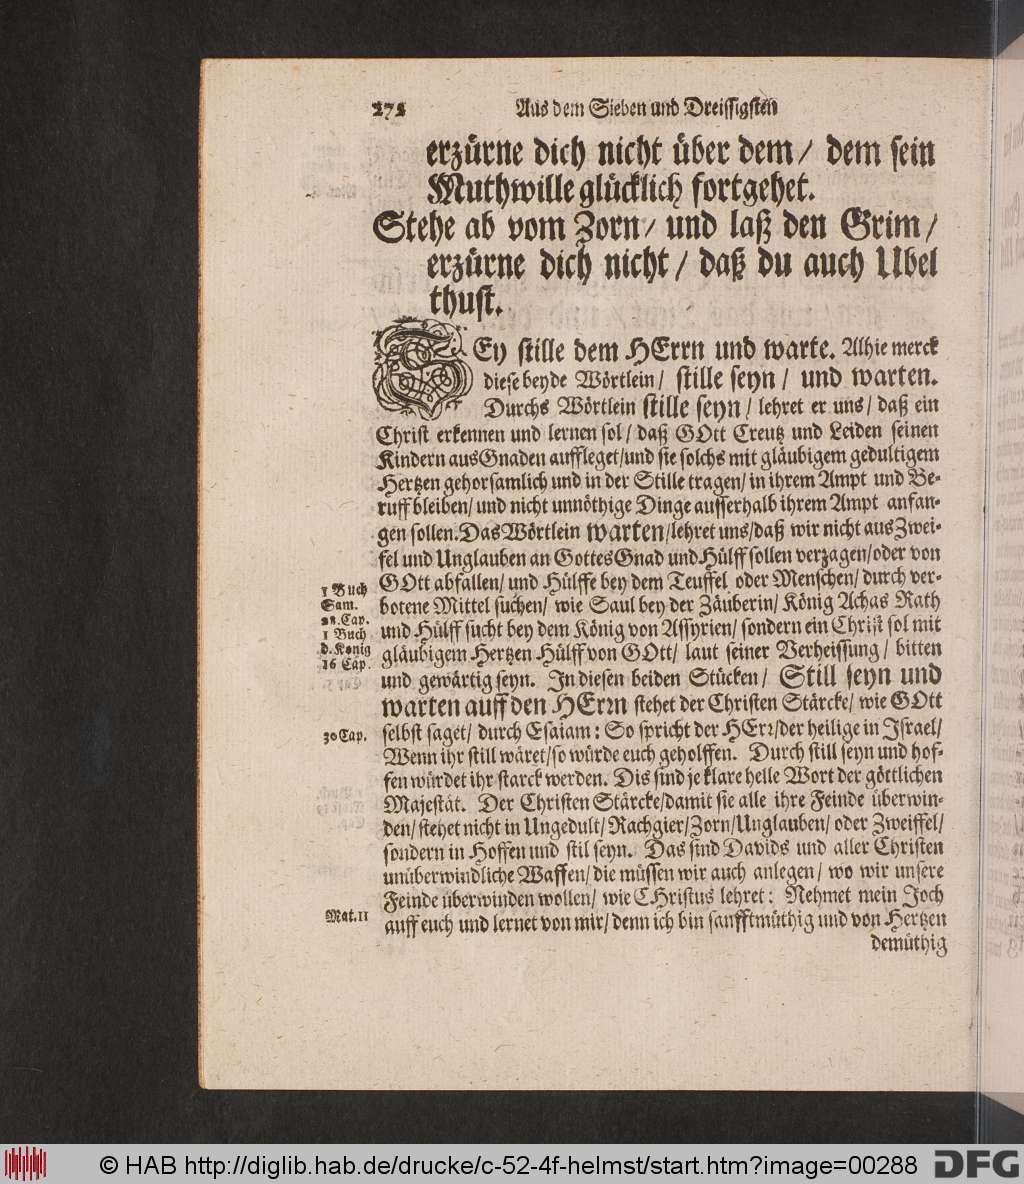 272 Aus dem Sieben und Dreissigsten
erzürne dich nicht über dem/ dem sein
Muthwille glücklich fortgehet.
Stehe ab vom Zorn/ und laß den Grim/
erzürne dich nicht/ daß du auch Ubel
thust.
SEy stille dem HErrn und warte. Alhie merck
diese beyde Wörtlein/ stille seyn/ und warten.
Durchs Wörtlein stille seyn/ lehret er uns/ daß ein
Christ erkennen und lernen sol/ daß GOtt Creutz und Leiden seinen
Kindern aus Gnaden auffleget/ und sie solchs mit gläubigem gedultigem
Hertzen gehorsamlich und in der Stille tragen/ in ihrem Ampt und Be-
ruff bleiben/ und nicht unnöthige Dinge ausserhalb ihrem Ampt anfan-
gen sollen. Das Wörtlein warten/ lehret uns/ daß wir nicht aus Zwei-
fel und Unglauben an Gottes Gnad und Hülff sollen verzagen/ oder von
GOtt abfallen/ und Hülffe bey dem Teuffel oder Menschen/ durch ver-
botene Mittel suchen/ wie Saul bey der Zäuberin/ König Achas Rath
und Hülff sucht bey dem König von Assyrien/ sondern ein Christ sol mit
gläubigem Hertzen Hülff von GOtt/ laut seiner Verheissung/ bitten
und gewärtig seyn. In diesen beiden Stücken/ Still seyn und
warten auff den HErrn stehet der Christen Stärcke/ wie GOtt
selbst saget/ durch Esaiam: So spricht der HErr/ der heilige in Israel/
Wenn ihr still wäret/ so würde euch geholffen. Durch still seyn und hof-
fen würdet ihr starck werden. Dis sind je klare helle Wort der göttlichen
Majestät. Der Christen Stärcke/ damit sie alle ihre Feinde überwin-
den/ stehet nicht in Ungedult/ Rachgier/ Zorn/ Unglauben/ oder Zweiffel/
sondern in Hoffen und stil seyn. Das sind Davids und aller Christen
unüberwindliche Waffen/ die müssen wir auch anlegen/ wo wir unsere
Feinde überwinden wollen/ wie CHristus lehret: Nehmet mein Joch
auff euch und lernet von mir/ denn ich bin sanfftmüthig und von Hertzen
demüthig
1 Buch
Sam.
28. Cap.
1 Buch
d. König
16 Cap.
30 Cap.
Mat. 11
© HAB http://diglib.hab.de/drucke/c-52-4f-helmst/start.htm?image=00288 DFG